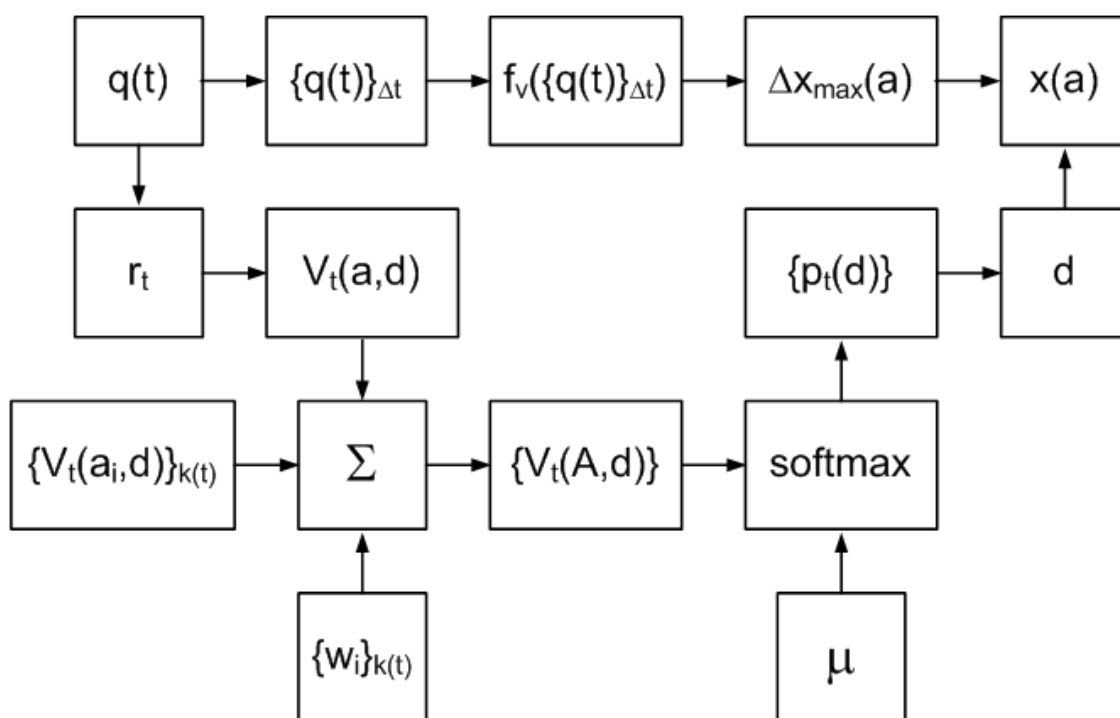 q(t) {q(t)}Δt fv({q(t)}Δt) Δxmax(a) x(a)
rt Vt(a,d) {pt(d)} d
{Vt(ai,d)}k(t) Σ {Vt(A,d)} softmax
{wi}k(t) μ